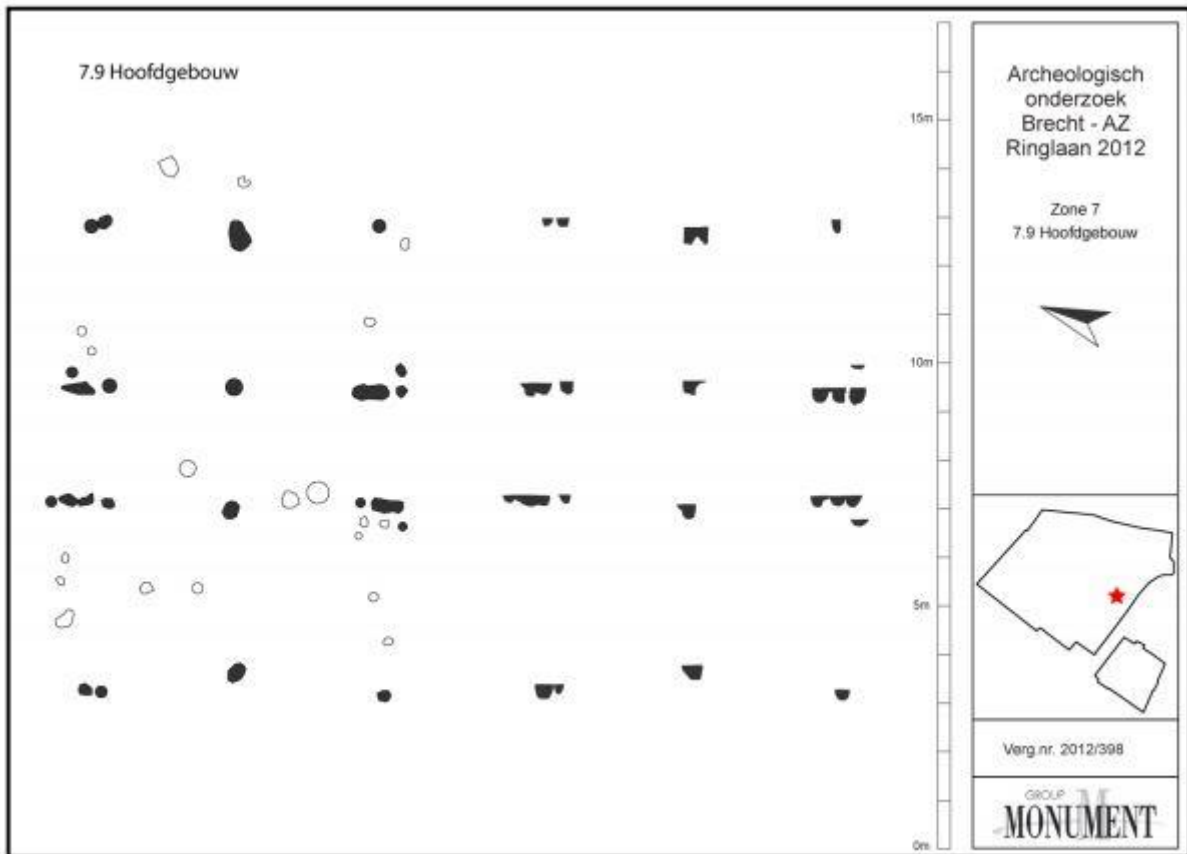 7.9 Hoofdgebouw
15m
10m
5m
0m
Archeologisch
onderzoek
Brecht - AZ
Ringlaan 2012
Zone 7
7.9 Hoofdgebouw
Verg.nr. 2012/398
GROUP
MONUMENT